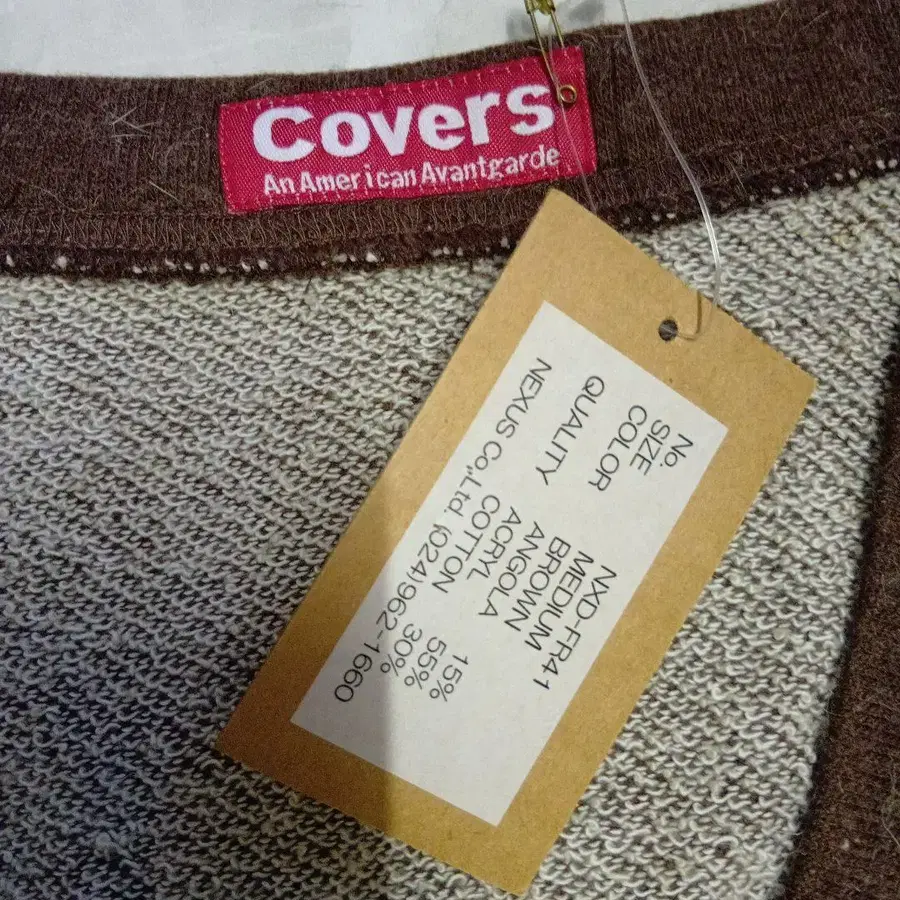 Covers
An American Avantgarde
No. NXD-FR41
SIZE MEDIUM
COLOR BROWN
QUALITY ANGOLA 15%
ACRYL 55%
COTTON 30%
NEXUS Co.,Ltd. (024)962-1660